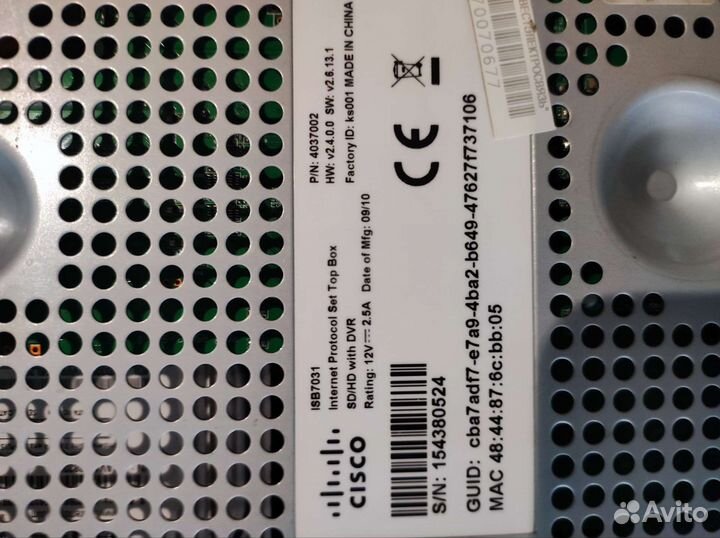 CISCO
ISB7031
Internet Protocol Set Top Box
SD/HD with DVR
Rating: 12V 2.5A Date of Mfg: 09/10
P/N: 4037002
HW: v2.4.0.0 SW: v2.6.13.1
Factory ID: ks001 MADE IN CHINA
CE
S/N: 154380524
GUID: cba7adf7-e7a9-4ba2-b649-47627f737106
MAC 48:44:87:6c:bb:05
70070677
Avito